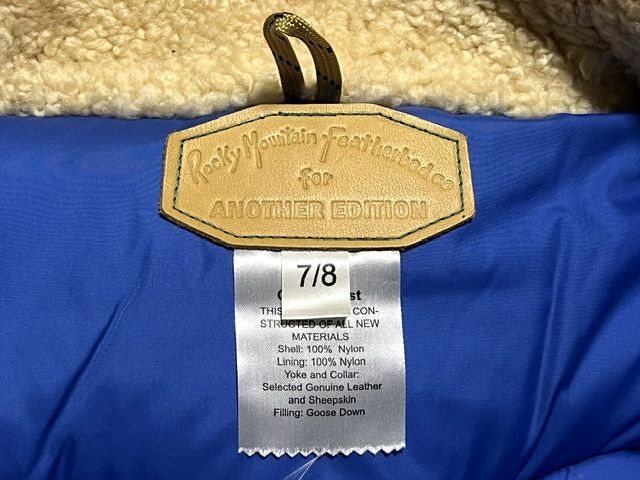 Rocky Mountain Featherbed co
for
ANOTHER EDITION
7/8
THIS CON-
STRUCTED OF ALL NEW
MATERIALS
Shell: 100% Nylon
Lining: 100% Nylon
Yoke and Collar:
Selected Genuine Leather
and Sheepskin
Filling: Goose Down